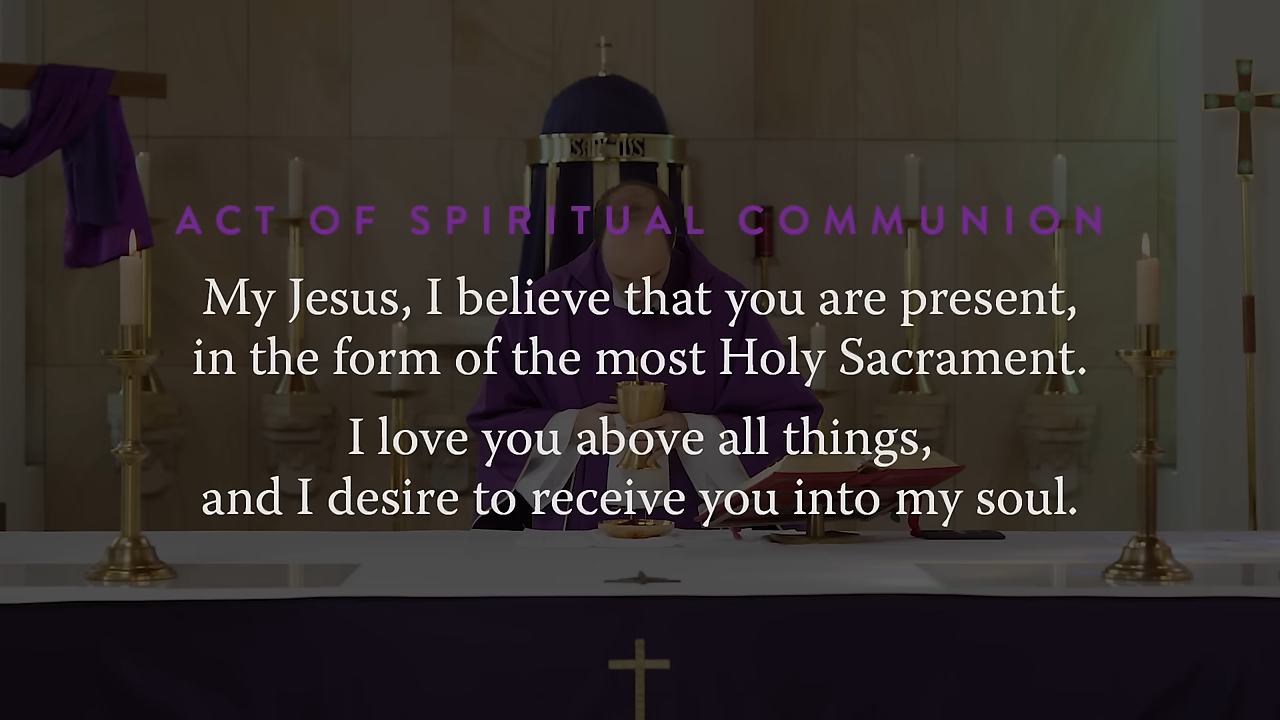 ACT OF SPIRITUAL COMMUNION
My Jesus, I believe that you are present,
in the form of the most Holy Sacrament.
I love you above all things,
and I desire to receive you into my soul.